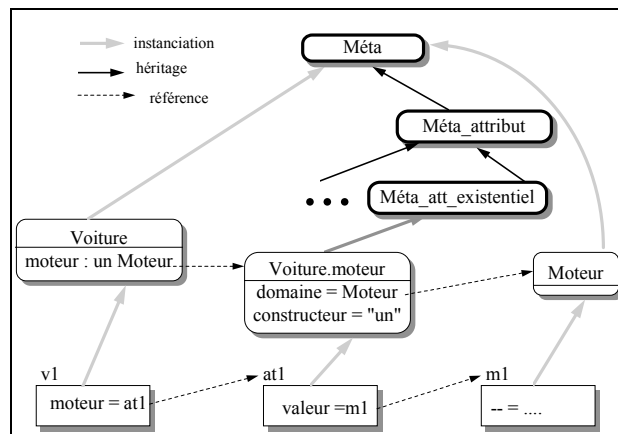 instanciation
héritage
référence
Méta
Méta_attribut
Méta_att_existentiel
Voiture
moteur : un Moteur
Voiture.moteur
domaine = Moteur
constructeur = "un"
Moteur
v1
moteur = at1
at1
valeur =m1
m1
-- = ....